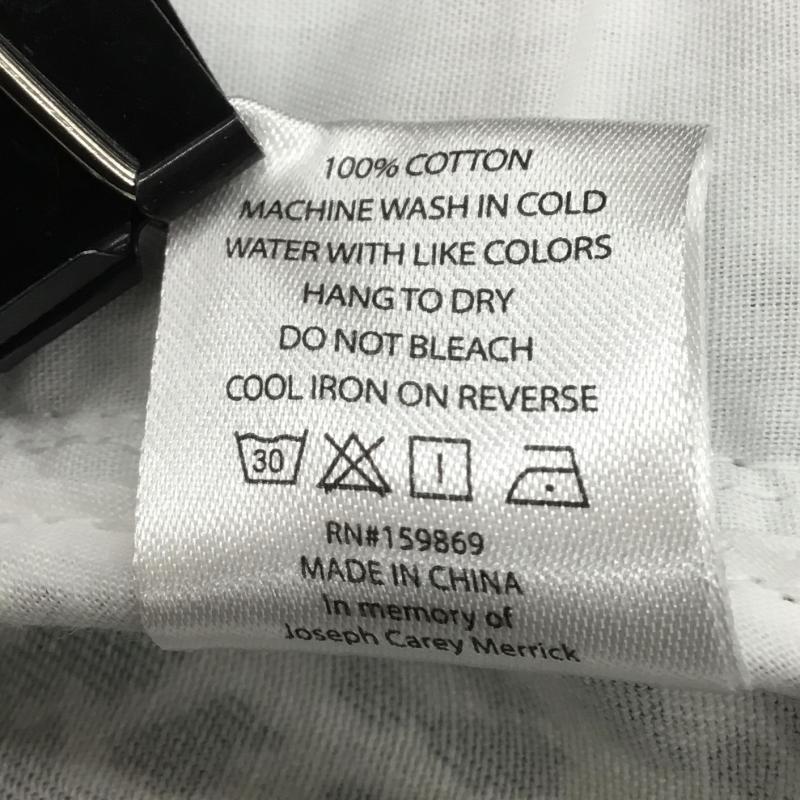 100% COTTON
MACHINE WASH IN COLD
WATER WITH LIKE COLORS
HANG TO DRY
DO NOT BLEACH
COOL IRON ON REVERSE
30
RN#159869
MADE IN CHINA
In memory of
Joseph Carey Merrick